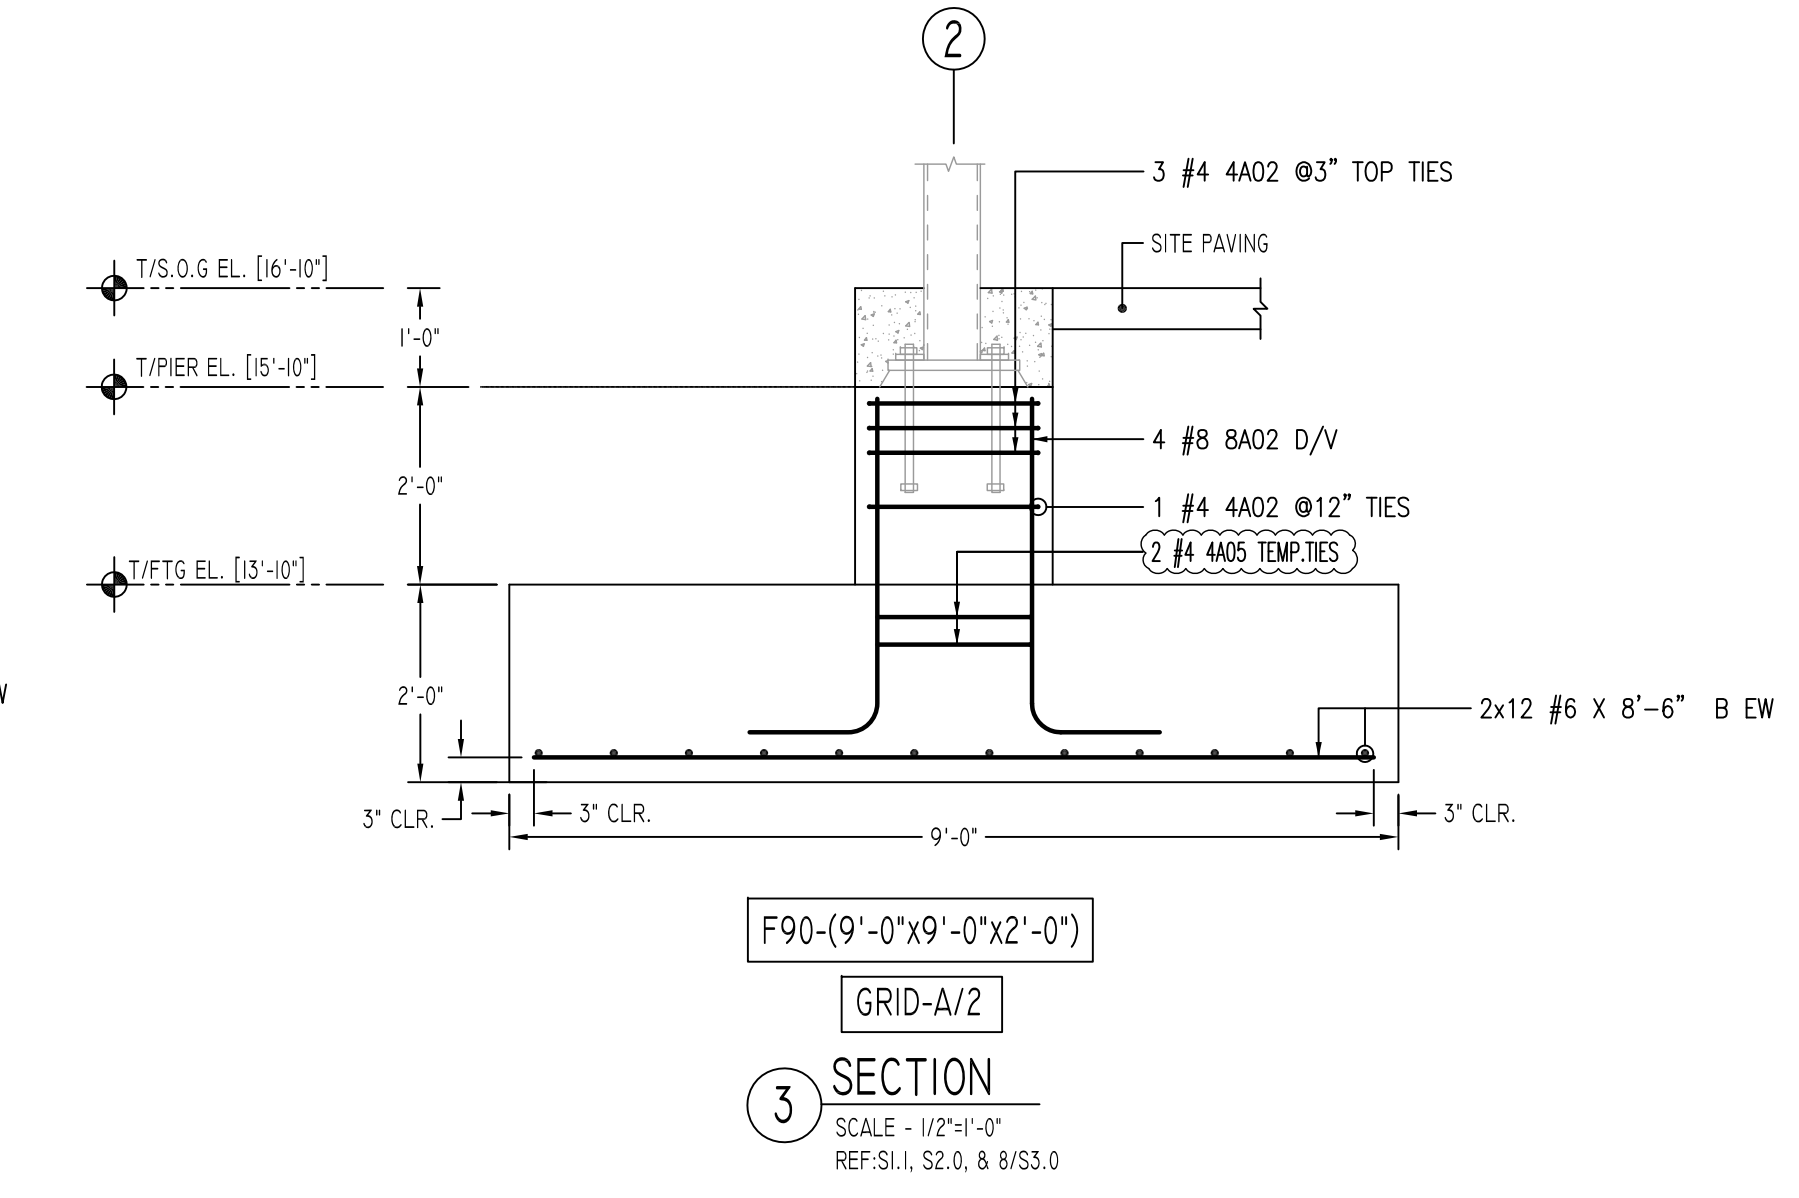 2
3 #4 4A02 @3” TOP TIES
SITE PAVING
T/S.O.G EL. [16'-10"]
1'-0"
T/PIER EL. [15'-10"]
4 #8 8A02 D/V
2'-0"
1 #4 4A02 @12” TIES
2 #4 4A05 TEMP.TIES
T/FTG EL. [13'-10"]
2'-0"
2x12 #6 X 8’-6” B EW
3" CLR.
3" CLR.
3" CLR.
9'-0"
F90-(9'-0"x9'-0"x2'-0")
GRID-A/2
3 SECTION
SCALE - 1/2"=1'-0"
REF:S1.1, S2.0, & 8/S3.0